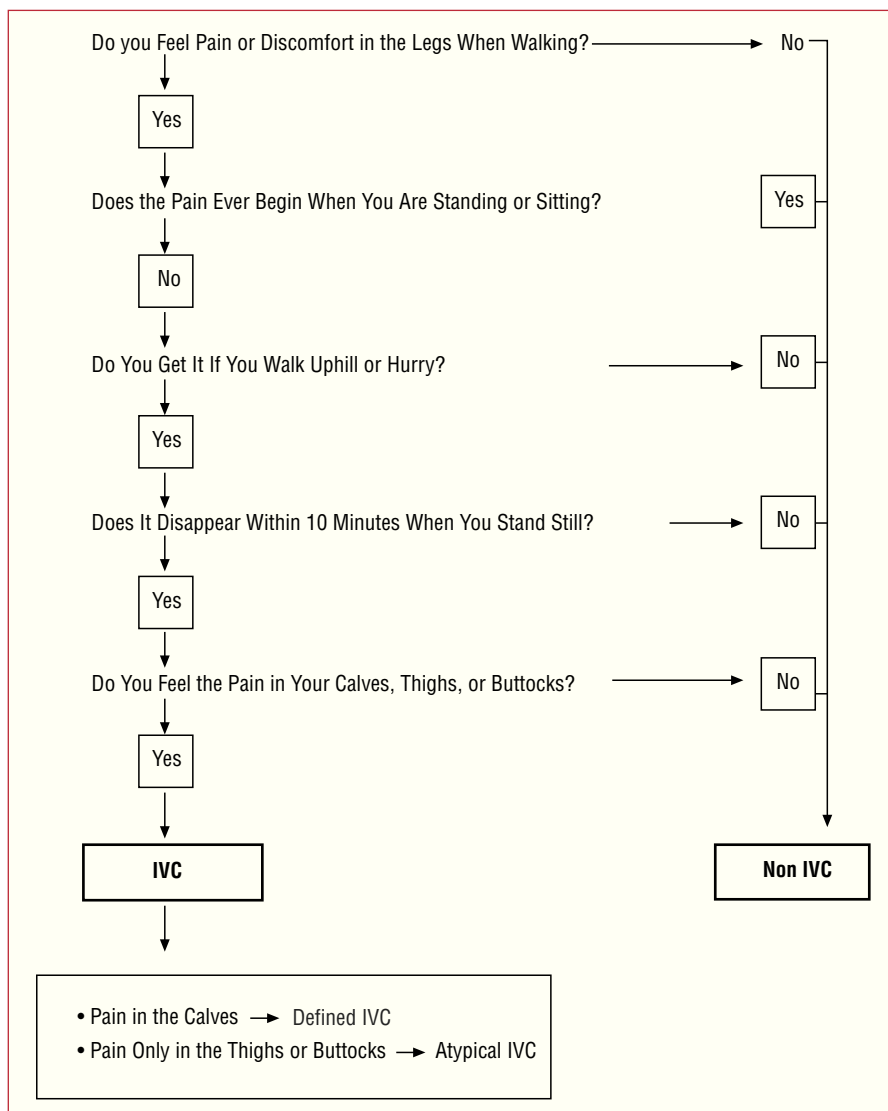 Do you Feel Pain or Discomfort in the Legs When Walking? No
Yes
Does the Pain Ever Begin When You Are Standing or Sitting? Yes
No
Do You Get It If You Walk Uphill or Hurry? No
Yes
Does It Disappear Within 10 Minutes When You Stand Still? No
Yes
Do You Feel the Pain in Your Calves, Thighs, or Buttocks? No
Yes
IVC Non IVC
• Pain in the Calves → Defined IVC
• Pain Only in the Thighs or Buttocks → Atypical IVC